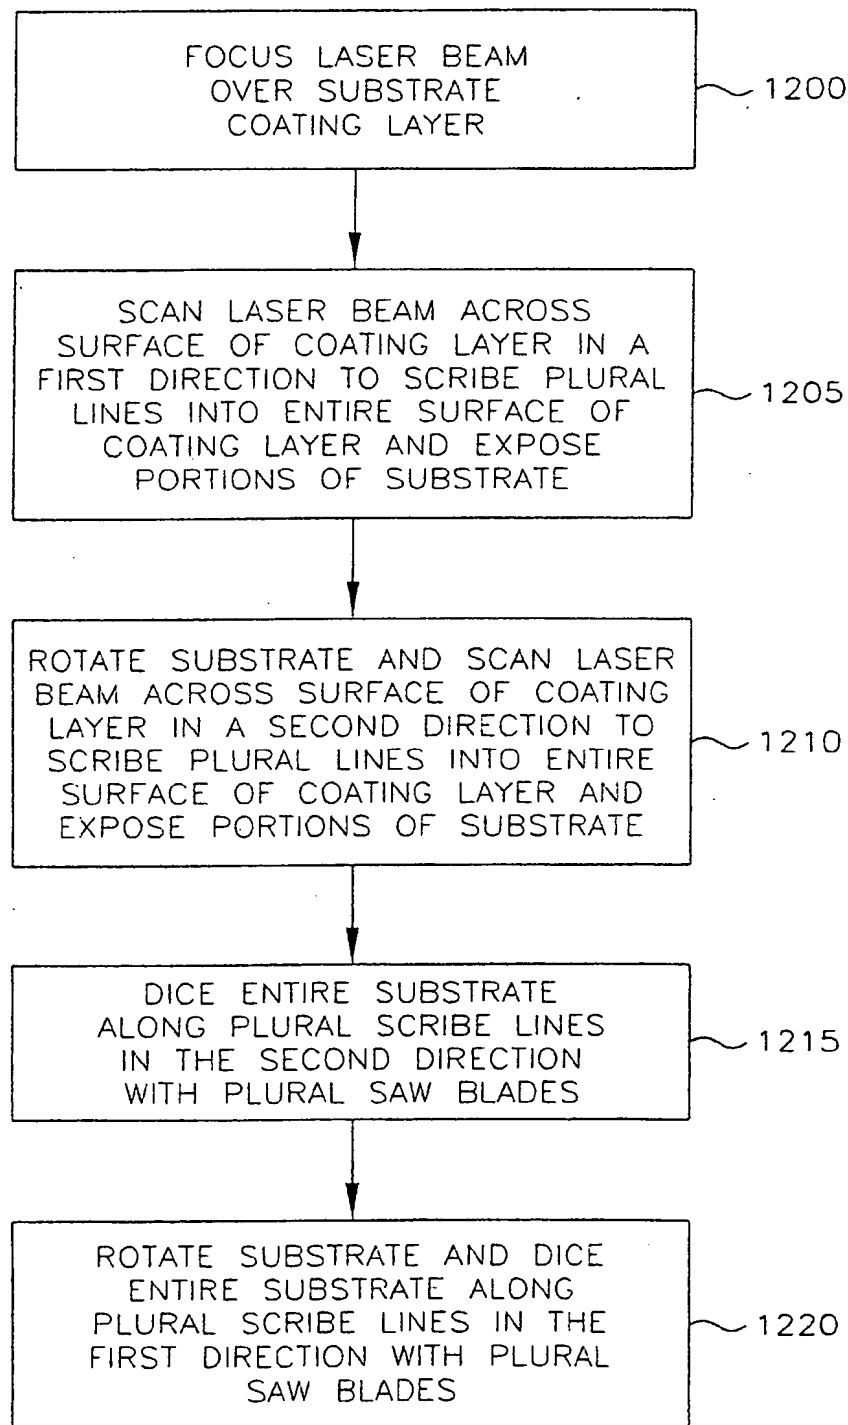 FOCUS LASER BEAM
OVER SUBSTRATE
COATING LAYER
1200
SCAN LASER BEAM ACROSS
SURFACE OF COATING LAYER IN A
FIRST DIRECTION TO SCRIBE PLURAL
LINES INTO ENTIRE SURFACE OF
COATING LAYER AND EXPOSE
PORTIONS OF SUBSTRATE
1205
ROTATE SUBSTRATE AND SCAN LASER
BEAM ACROSS SURFACE OF COATING
LAYER IN A SECOND DIRECTION TO
SCRIBE PLURAL LINES INTO ENTIRE
SURFACE OF COATING LAYER AND
EXPOSE PORTIONS OF SUBSTRATE
1210
DICE ENTIRE SUBSTRATE
ALONG PLURAL SCRIBE LINES
IN THE SECOND DIRECTION
WITH PLURAL SAW BLADES
1215
ROTATE SUBSTRATE AND DICE
ENTIRE SUBSTRATE ALONG
PLURAL SCRIBE LINES IN THE
FIRST DIRECTION WITH PLURAL
SAW BLADES
1220